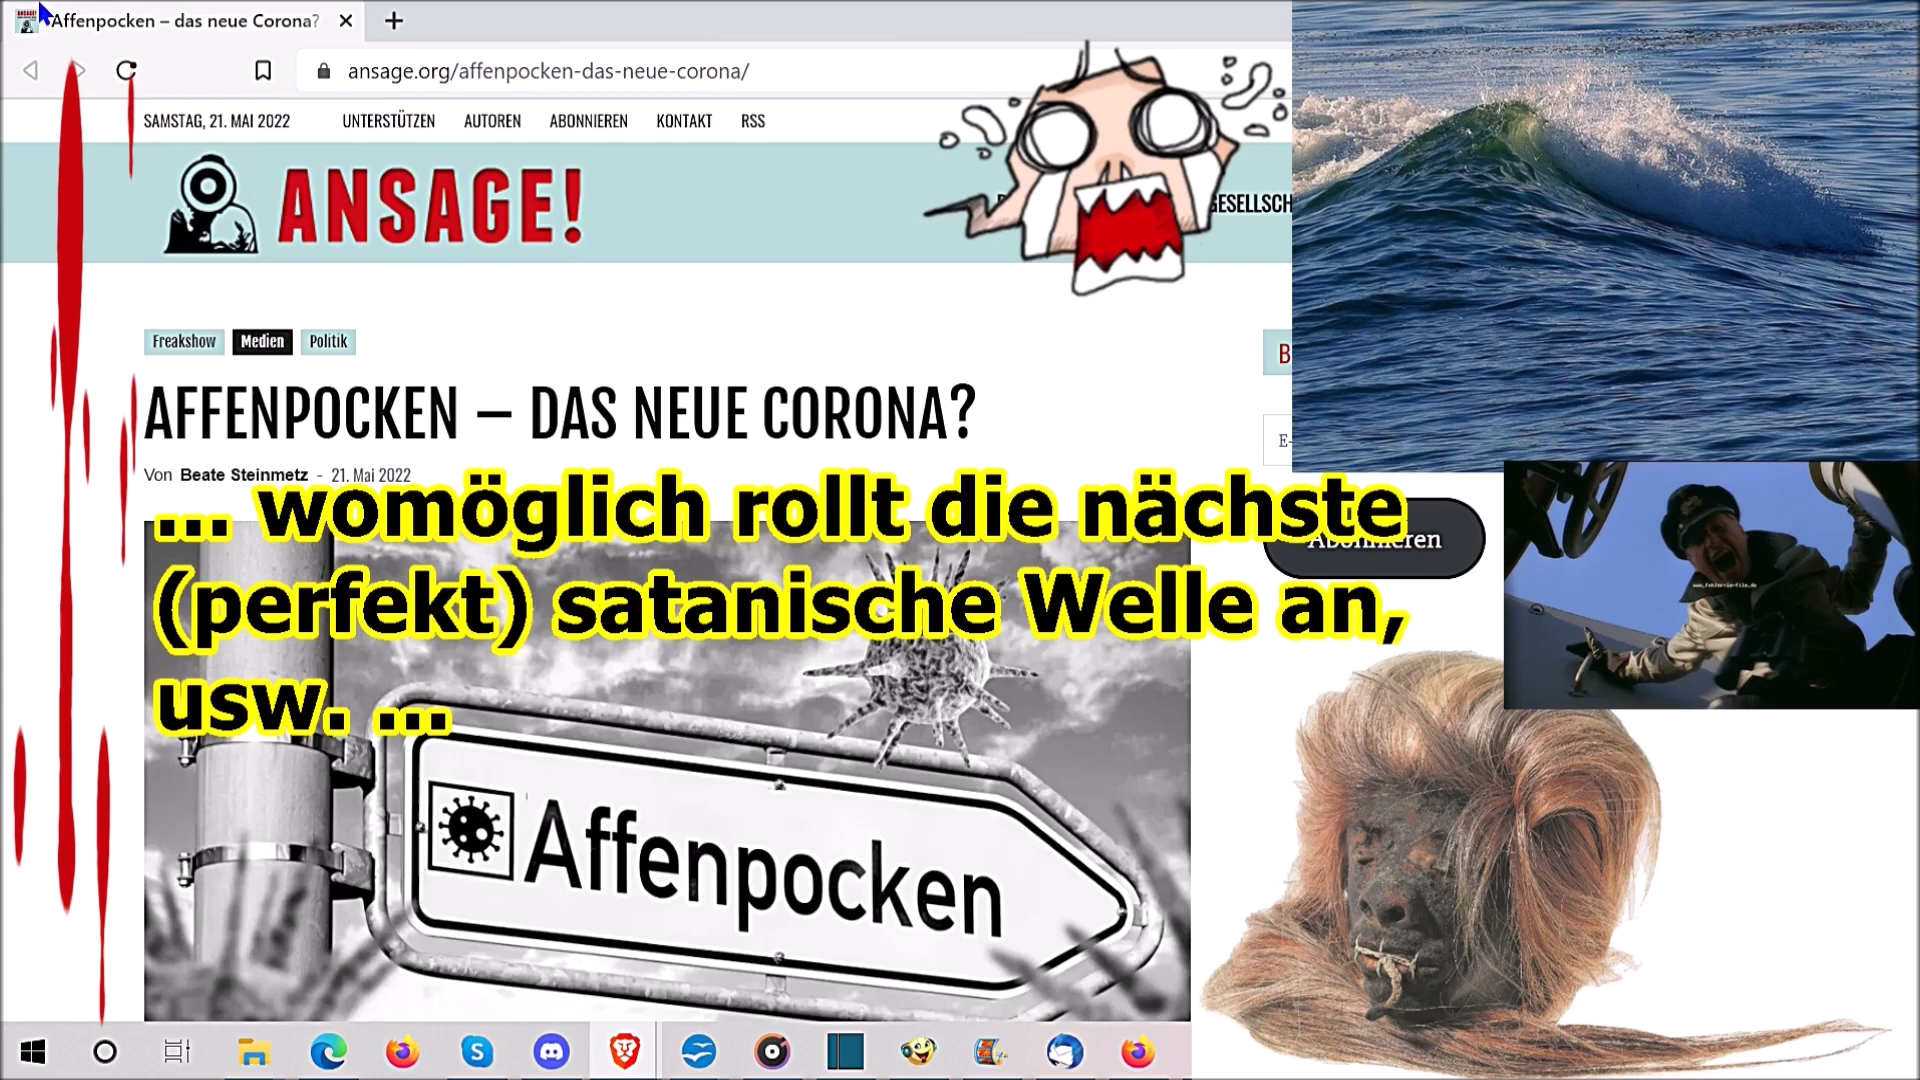 Affenpocken – das neue Corona?
ansage.org/affenpocken-das-neue-corona/
SAMSTAG, 21. MAI 2022 UNTERSTÜTZEN AUTOREN ABONNIEREN KONTAKT RSS
ANSAGE!
GESELLSCH
Freakshow Medien Politik
B
AFFENPOCKEN – DAS NEUE CORONA?
E-
Von Beate Steinmetz - 21. Mai 2022
... womöglich rollt die nächste
Abonnieren
(perfekt) satanische Welle an,
usw. ...
Affenpocken